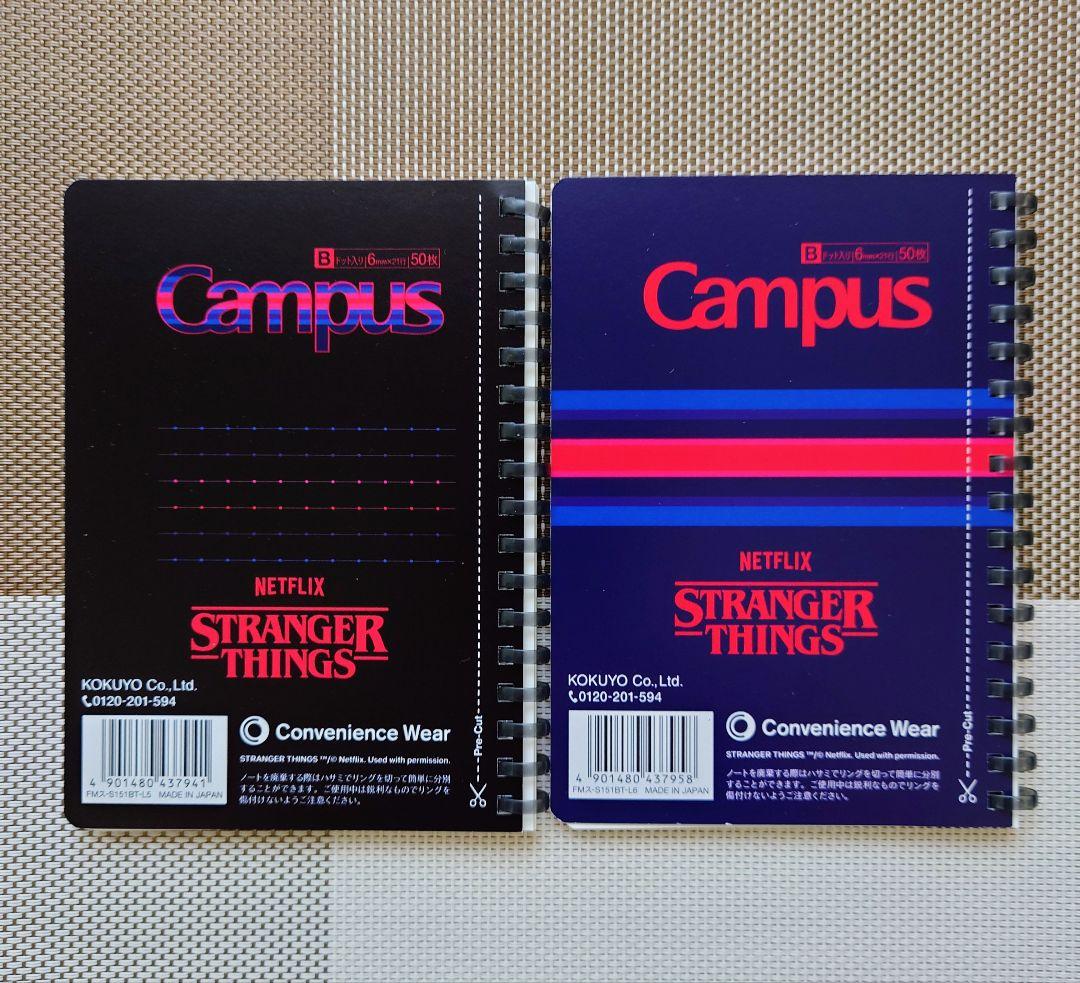 B ドット入り 6mm×21行 50枚
Campus
NETFLIX
STRANGER
THINGS
KOKUYO Co.,Ltd.
0120-201-594
Convenience Wear
STRANGER THINGS ™/© Netflix. Used with permission.
ノートを廃棄する際はハサミでリングを切って簡単に分別
することができます。ご使用中は鋭利なものでリングを
傷付けないようご注意ください。
4 901480 437941
FMス-S151BT-L5 MADE IN JAPAN
Pre-Cut
B ドット入り 6mm×21行 50枚
Campus
NETFLIX
STRANGER
THINGS
KOKUYO Co.,Ltd.
0120-201-594
Convenience Wear
STRANGER THINGS ™/© Netflix. Used with permission.
ノートを廃棄する際はハサミでリングを切って簡単に分別
することができます。ご使用中は鋭利なものでリングを
傷付けないようご注意ください。
4 901480 437958
FMス-S151BT-L6 MADE IN JAPAN
Pre-Cut